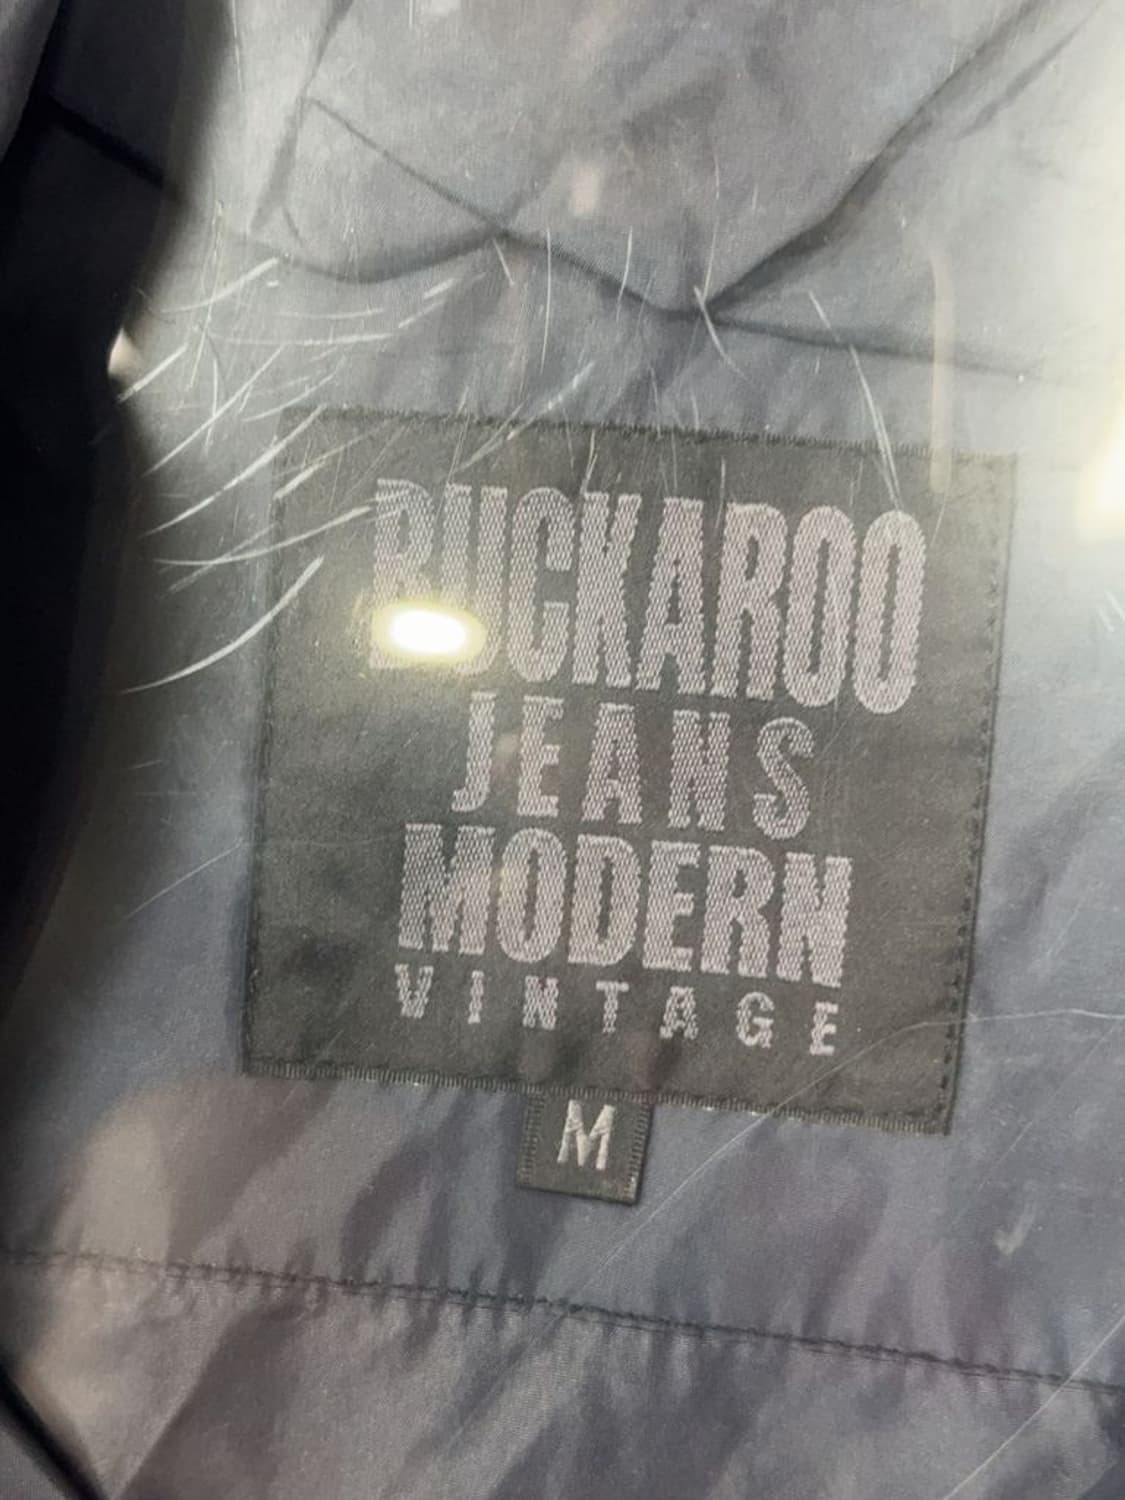 BUCKAROO
JEANS
MODERN
VINTAGE
M